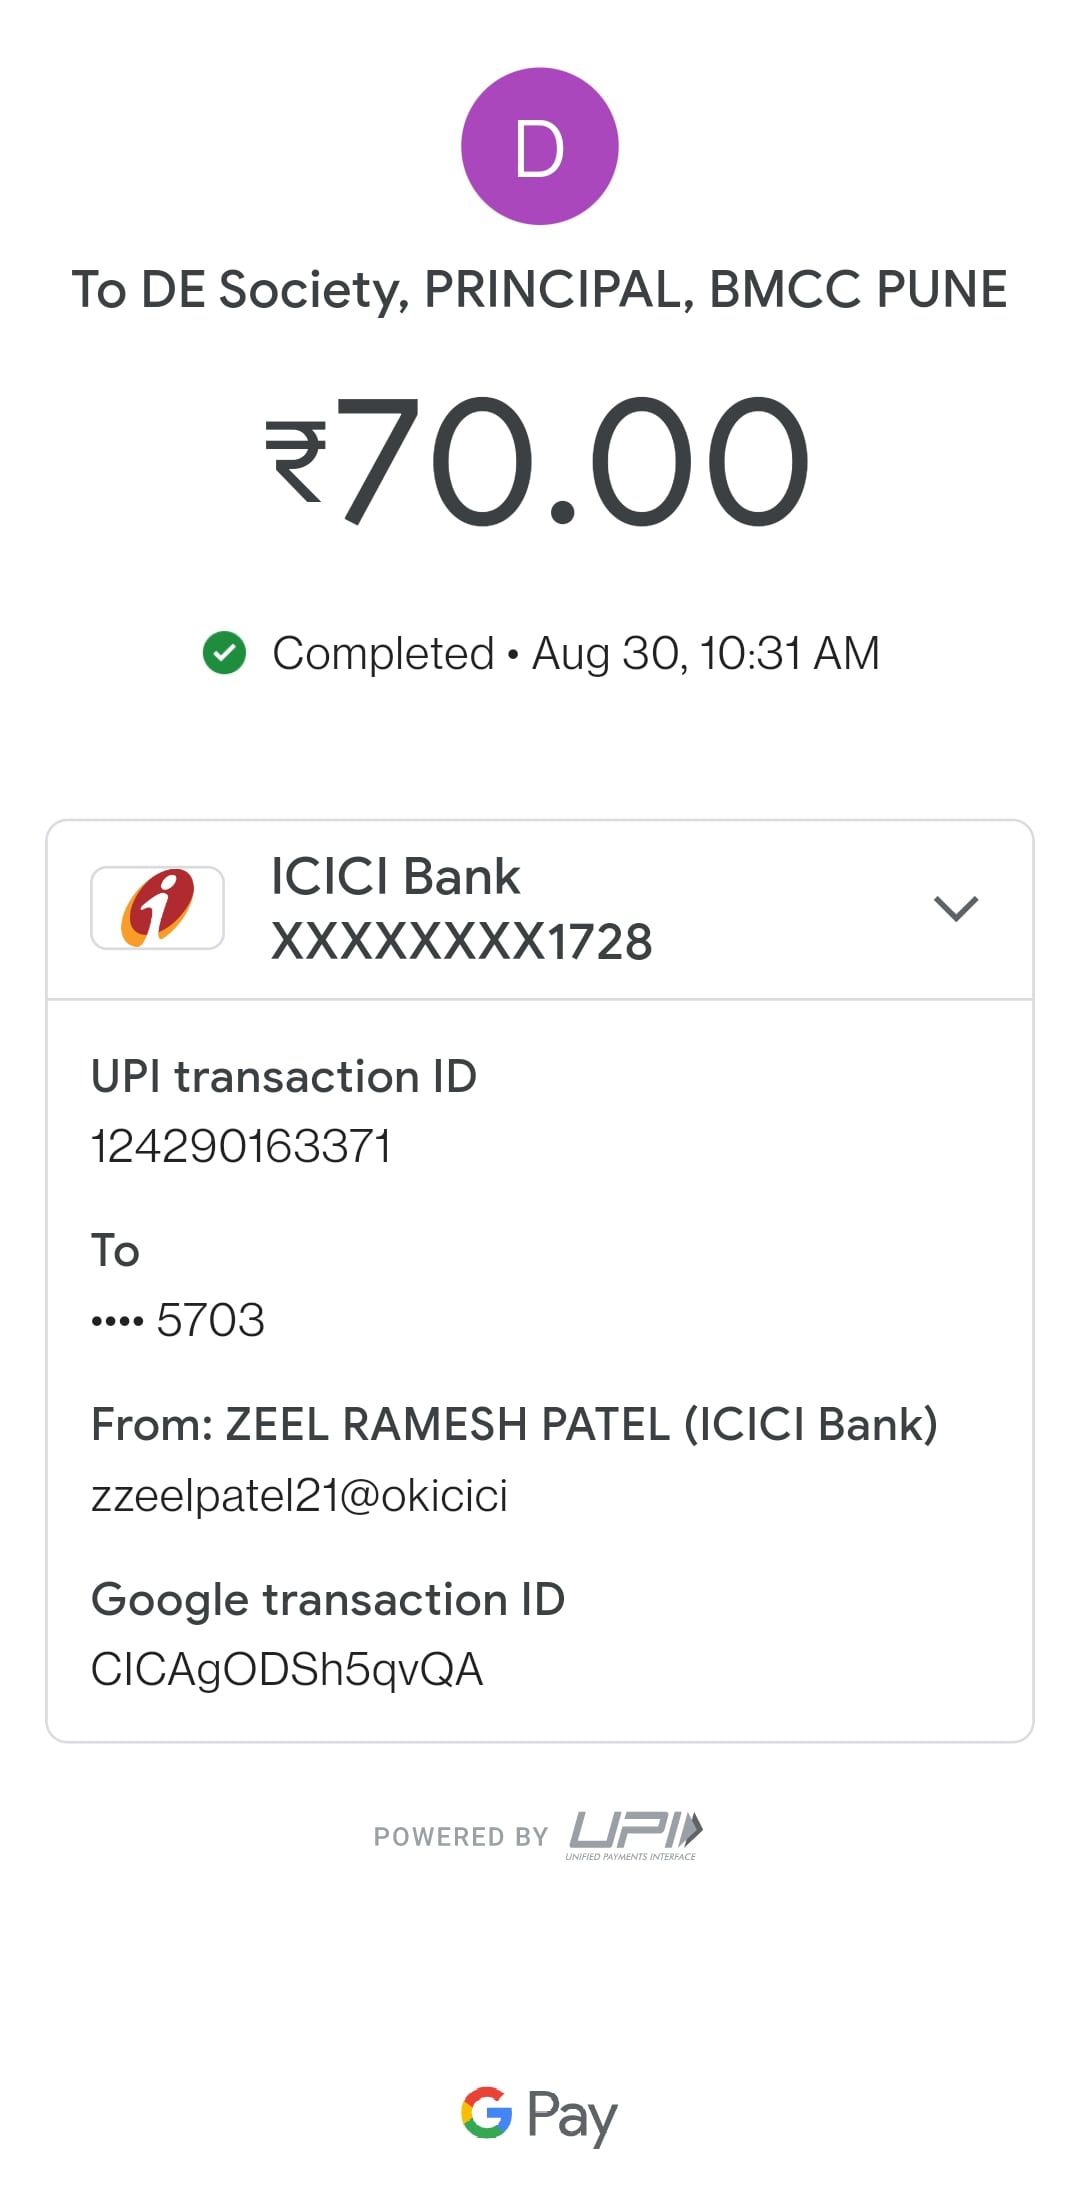 D
To DE Society, PRINCIPAL, BMCC PUNE
₹70.00
Completed • Aug 30, 10:31 AM
ICICI Bank
XXXXXXXX1728
UPI transaction ID
124290163371
To
•••• 5703
From: ZEEL RAMESH PATEL (ICICI Bank)
zzeelpatel21@okicici
Google transaction ID
CICAgODSh5qvQA
POWERED BY UPI
UNIFIED PAYMENTS INTERFACE
G Pay